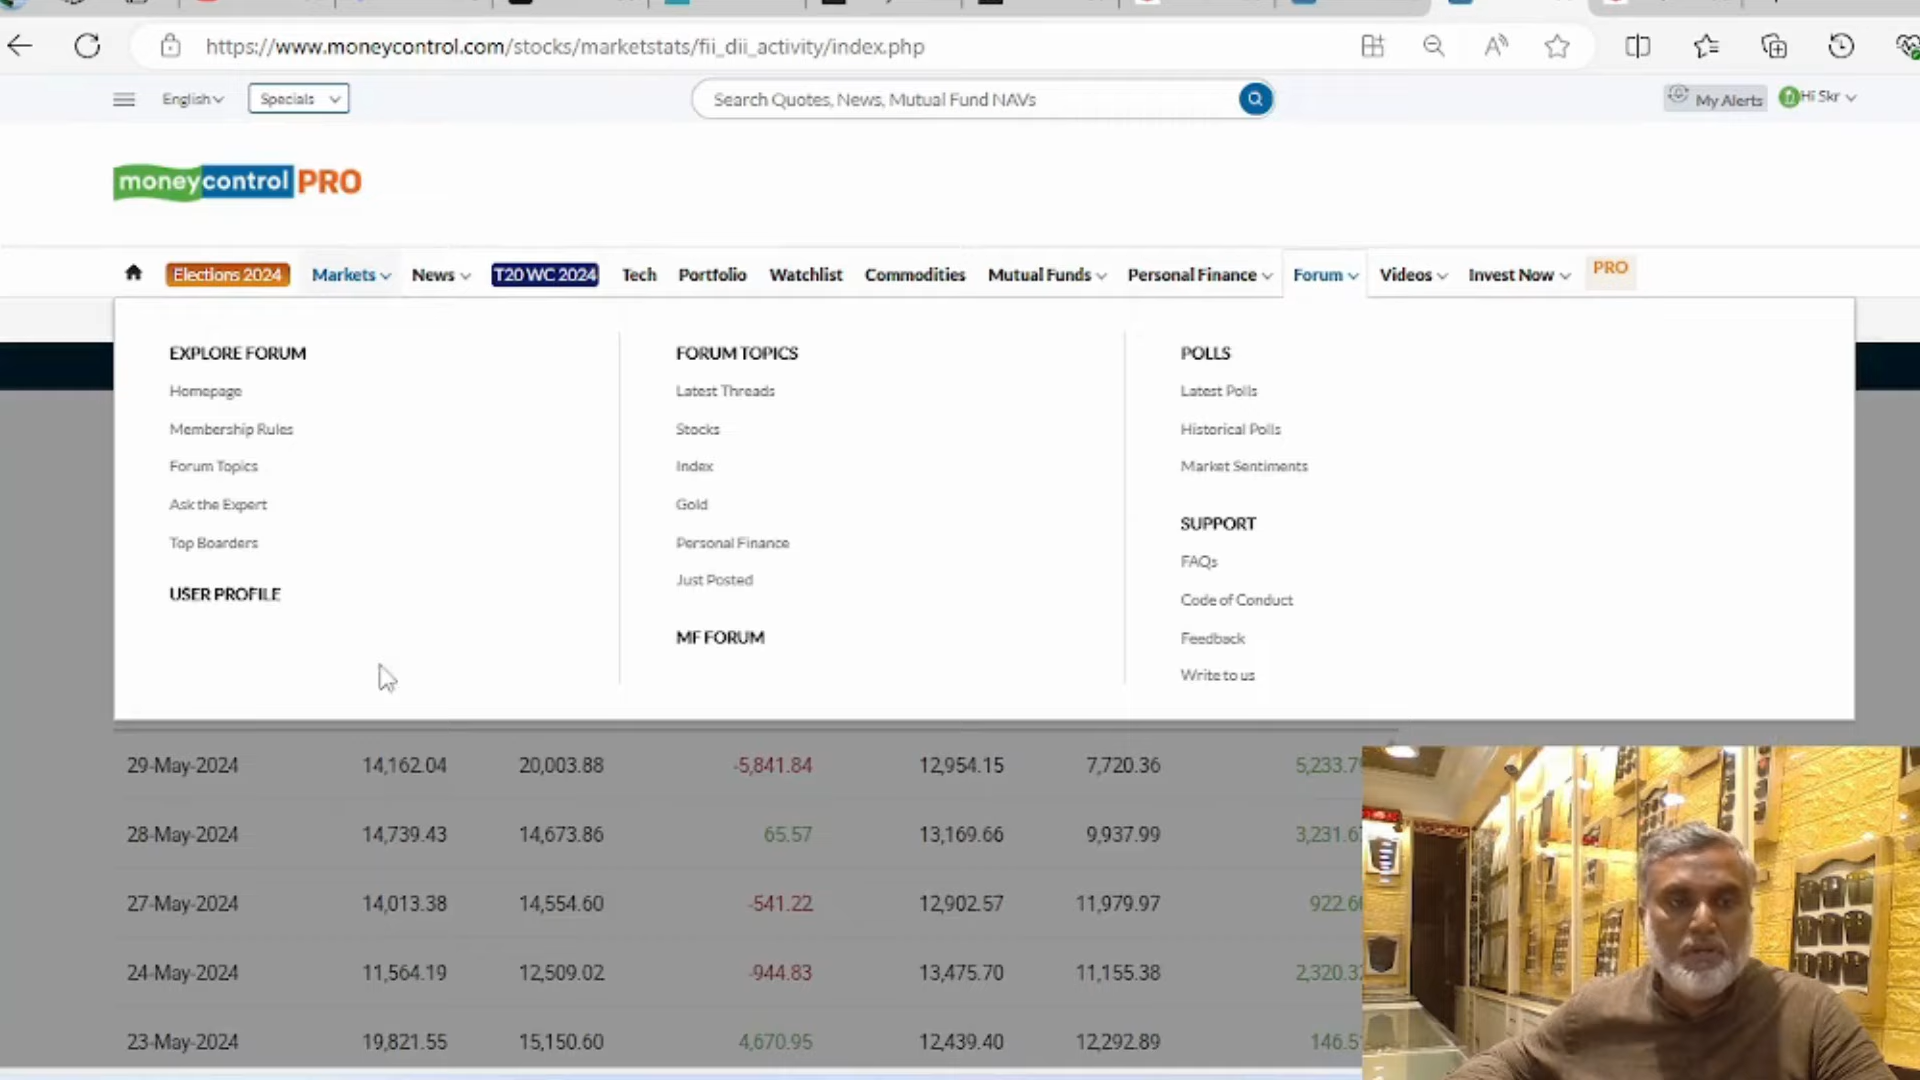 https://www.moneycontrol.com/stocks/marketstats/fii_dii_activity/index.php
English
Specials
Search Quotes, News, Mutual Fund NAVs
My Alerts
Hi Skr
moneycontrol PRO
Elections 2024
Markets
News
T20 WC 2024
Tech
Portfolio
Watchlist
Commodities
Mutual Funds
Personal Finance
Forum
Videos
Invest Now
PRO
EXPLORE FORUM
Homepage
Membership Rules
Forum Topics
Ask the Expert
Top Boarders
USER PROFILE
FORUM TOPICS
Latest Threads
Stocks
Index
Gold
Personal Finance
Just Posted
MF FORUM
POLLS
Latest Polls
Historical Polls
Market Sentiments
SUPPORT
FAQs
Code of Conduct
Feedback
Write to us
29-May-2024 14,162.04 20,003.88 -5,841.84 12,954.15 7,720.36
28-May-2024 14,739.43 14,673.86 65.57 13,169.66 9,937.99
27-May-2024 14,013.38 14,554.60 -541.22 12,902.57 11,979.97
24-May-2024 11,564.19 12,509.02 -944.83 13,475.70 11,155.38
23-May-2024 19,821.55 15,150.60 4,670.95 12,439.40 12,292.89